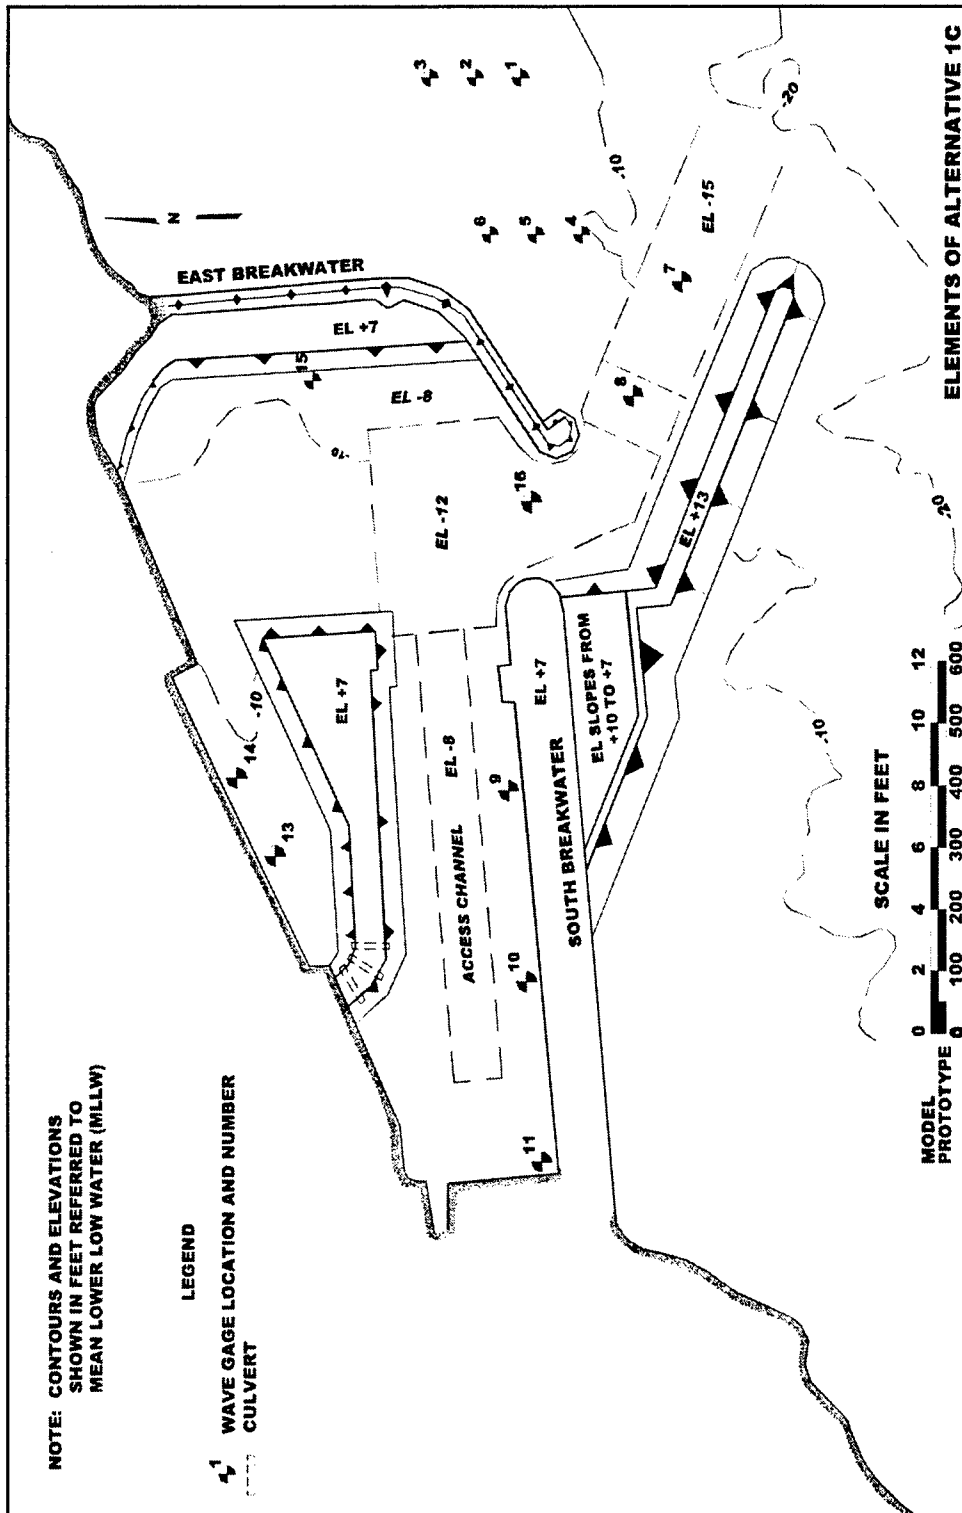 NOTE: CONTOURS AND ELEVATIONS
SHOWN IN FEET REFERRED TO
MEAN LOWER LOW WATER (MLLW)
LEGEND
1 WAVE GAGE LOCATION AND NUMBER
CULVERT
N
EAST BREAKWATER
EL +7
15
EL -8
-10
EL -12
16
3
2
1
6
5
4
-10
-20
EL -15
7
8
EL +13
14
-10
13
EL +7
EL -8
ACCESS CHANNEL
9
10
11
EL +7
SOUTH BREAKWATER
EL SLOPES FROM
+10 TO +7
-10
-20
SCALE IN FEET
MODEL 0 2 4 6 8 10 12
PROTOTYPE 0 100 200 300 400 500 600
ELEMENTS OF ALTERNATIVE 1C